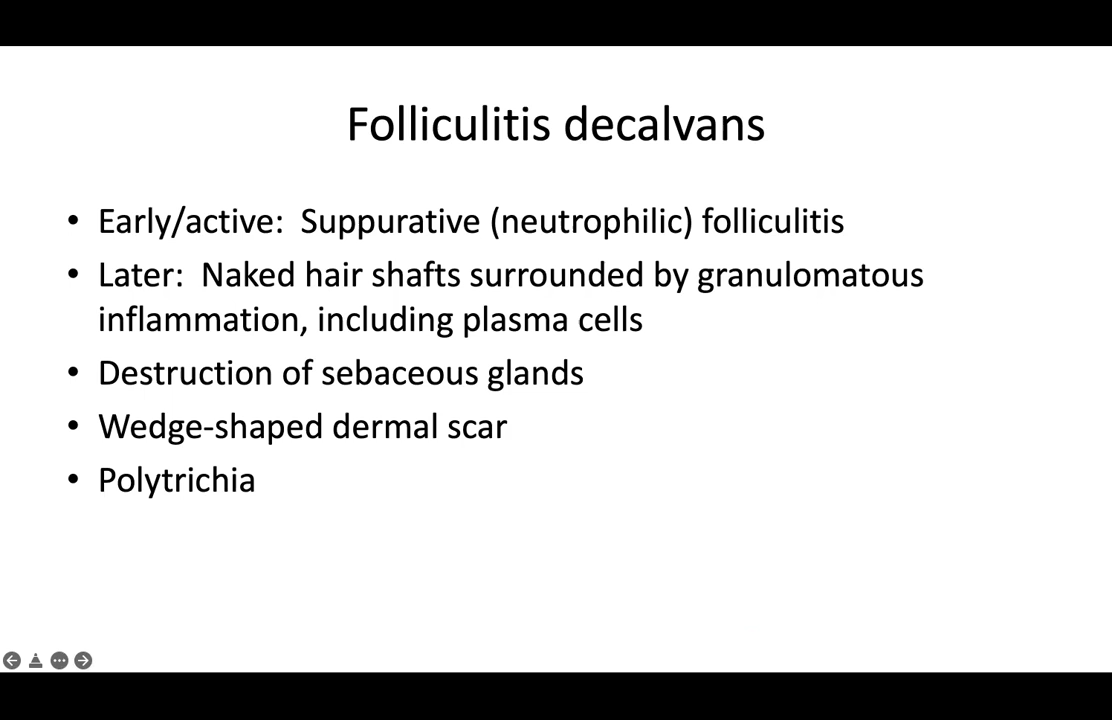 Folliculitis decalvans
• Early/active:  Suppurative (neutrophilic) folliculitis
• Later:  Naked hair shafts surrounded by granulomatous
inflammation, including plasma cells
• Destruction of sebaceous glands
• Wedge-shaped dermal scar
• Polytrichia